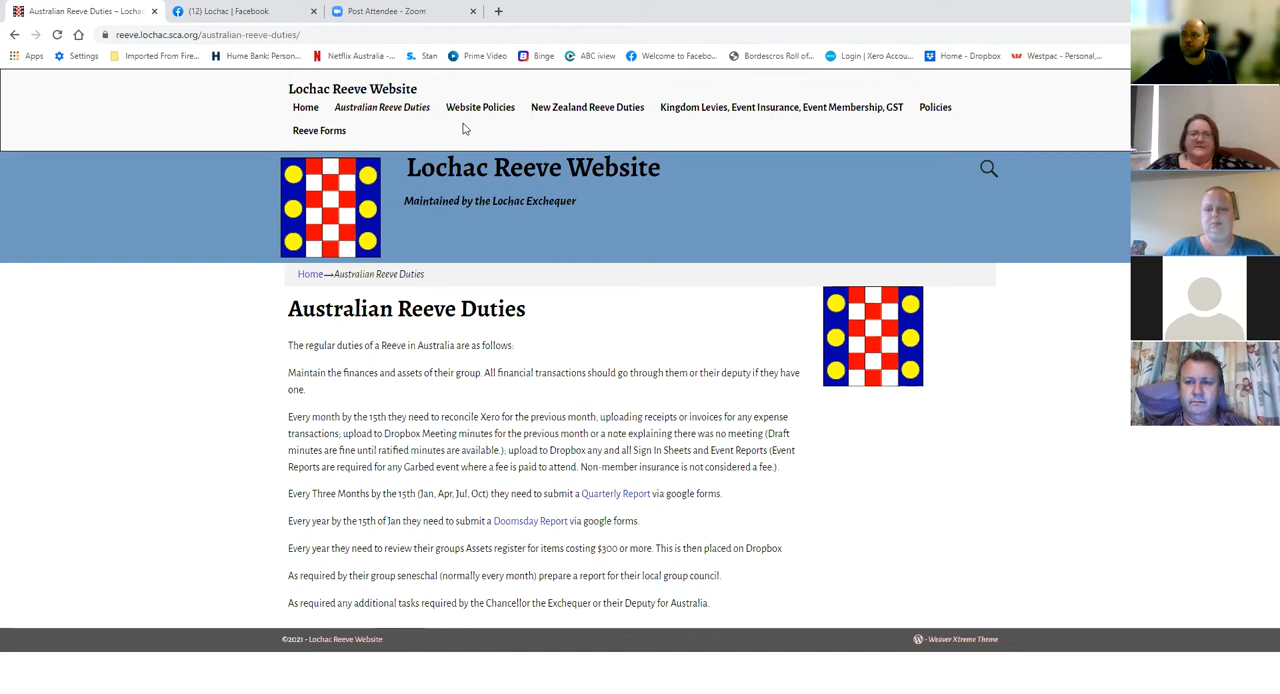 Australian Reeve Duties – Locha
(12) Lochac | Facebook
Post Attendee - Zoom
reeve.lochac.sca.org/australian-reeve-duties/
Apps Settings Imported From Fire... Hume Bank: Person... Netflix Australia -... Stan Prime Video Binge ABC iview Welcome to Facebo... Bordescros Roll of... Login | Xero Accou... Home - Dropbox Westpac - Personal,...
Lochac Reeve Website
Home Australian Reeve Duties Website Policies New Zealand Reeve Duties Kingdom Levies, Event Insurance, Event Membership, GST Policies
Reeve Forms
Lochac Reeve Website
Maintained by the Lochac Exchequer
Home→Australian Reeve Duties
Australian Reeve Duties
The regular duties of a Reeve in Australia are as follows:
Maintain the finances and assets of their group. All financial transactions should go through them or their deputy if they have
one.
Every month by the 15th they need to reconcile Xero for the previous month, uploading receipts or invoices for any expense
transactions; upload to Dropbox Meeting minutes for the previous month or a note explaining there was no meeting (Draft
minutes are fine until ratified minutes are available.); upload to Dropbox any and all Sign In Sheets and Event Reports (Event
Reports are required for any Garbed event where a fee is paid to attend. Non-member insurance is not considered a fee.).
Every Three Months by the 15th (Jan, Apr, Jul, Oct) they need to submit a Quarterly Report via google forms.
Every year by the 15th of Jan they need to submit a Doomsday Report via google forms.
Every year they need to review their groups Assets register for items costing $300 or more. This is then placed on Dropbox
As required by their group seneschal (normally every month) prepare a report for their local group council.
As required any additional tasks required by the Chancellor the Exchequer or their Deputy for Australia.
©2021 - Lochac Reeve Website
- Weaver Xtreme Theme